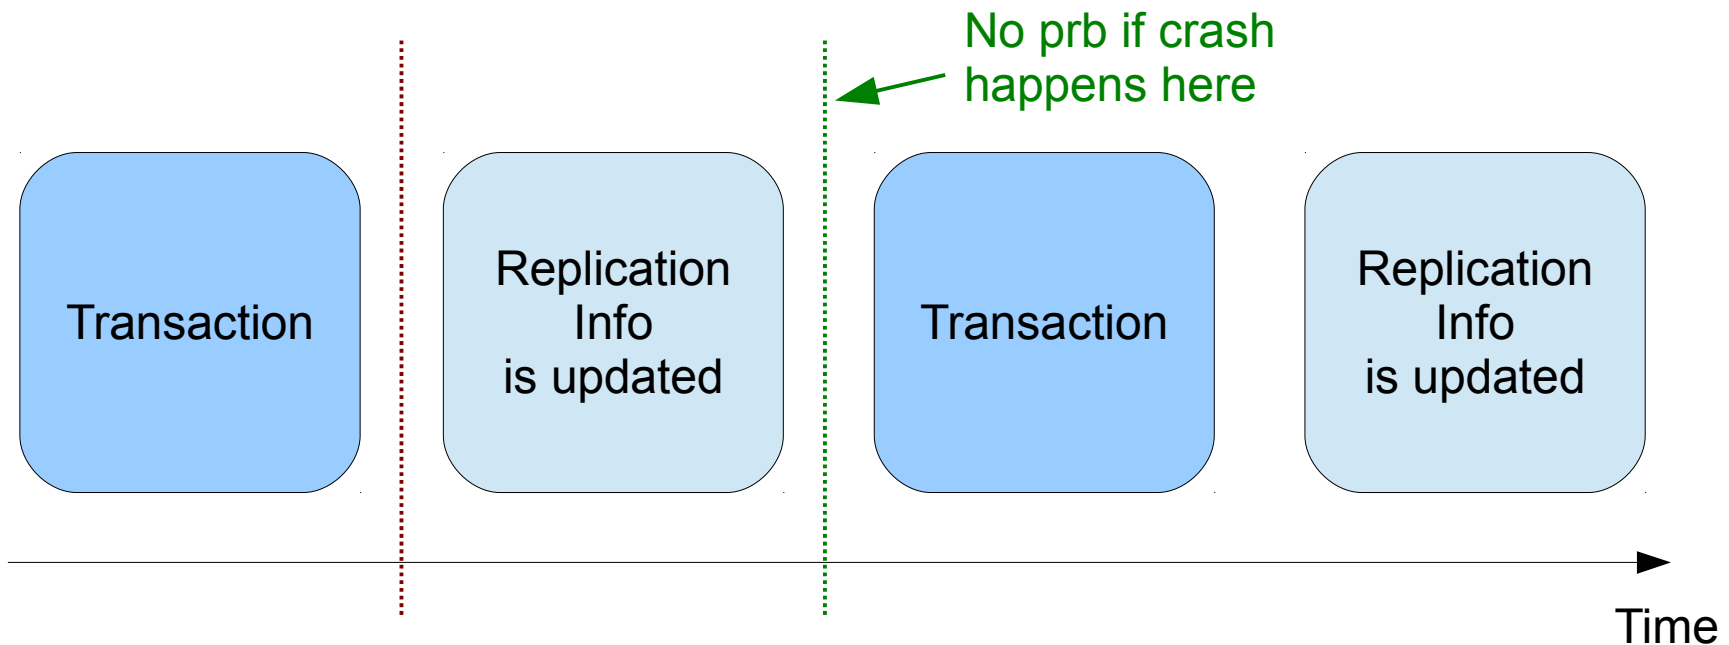 No prb if crash
happens here
Transaction
Replication
Info
is updated
Transaction
Replication
Info
is updated
Time